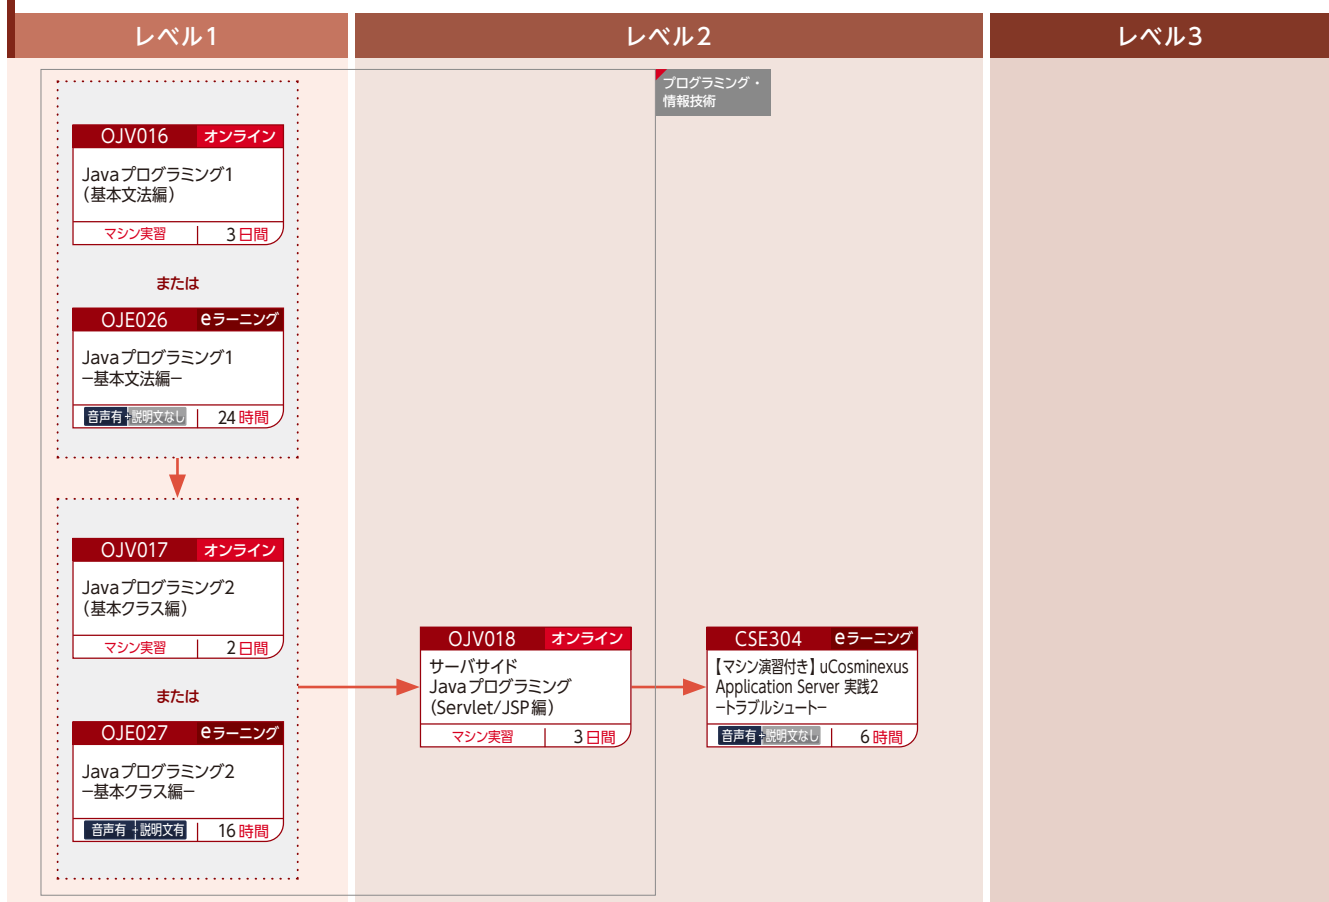 レベル1
レベル2
レベル3
プログラミング・
情報技術
OJV016 オンライン
Javaプログラミング1
(基本文法編)
マシン実習 3日間
または
OJE026 eラーニング
Javaプログラミング1
ー基本文法編ー
音声有+説明文なし 24時間
OJV017 オンライン
Javaプログラミング2
(基本クラス編)
マシン実習 2日間
または
OJE027 eラーニング
Javaプログラミング2
ー基本クラス編ー
音声有+説明文有 16時間
OJV018 オンライン
サーバサイド
Javaプログラミング
(Servlet/JSP編)
マシン実習 3日間
CSE304 eラーニング
【マシン演習付き】uCosminexus
Application Server 実践2
ートラブルシュートー
音声有+説明文なし 6時間